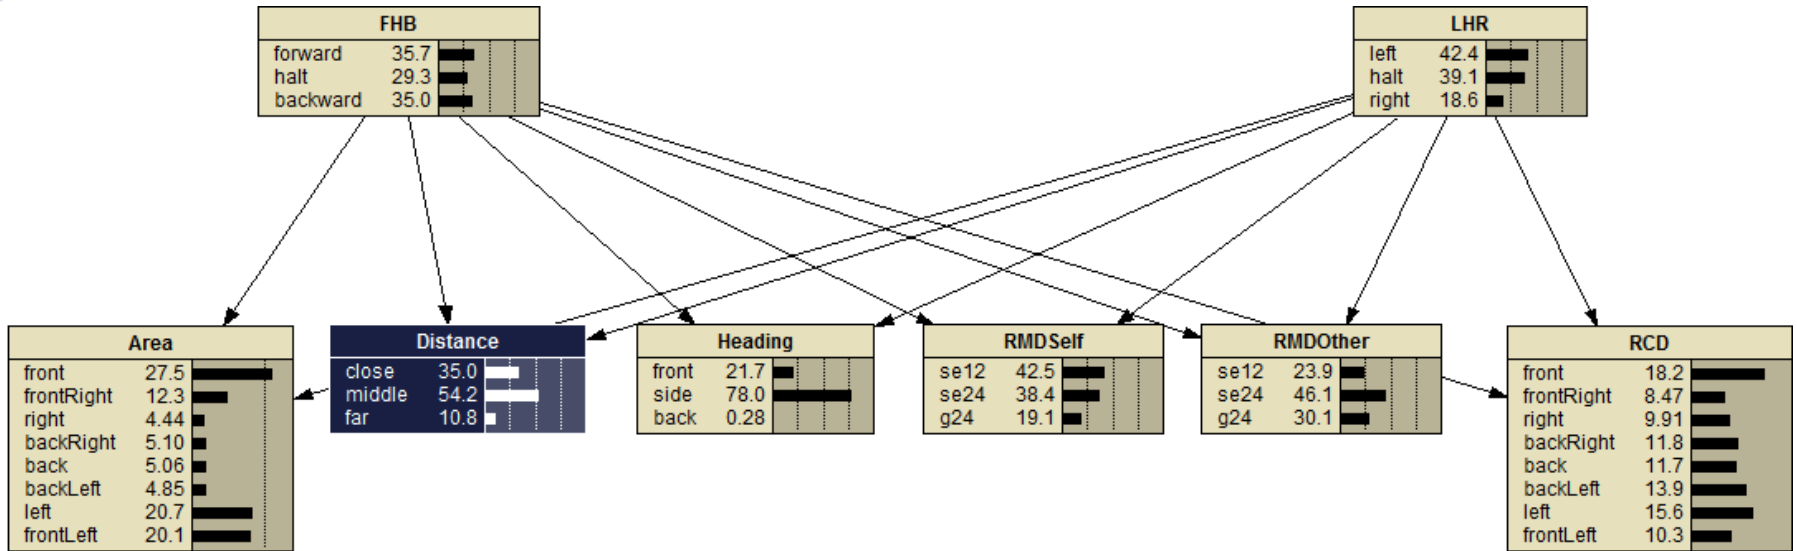 FHB
forward 35.7
halt 29.3
backward 35.0
LHR
left 42.4
halt 39.1
right 18.6
Area
front 27.5
frontRight 12.3
right 4.44
backRight 5.10
back 5.06
backLeft 4.85
left 20.7
frontLeft 20.1
Distance
close 35.0
middle 54.2
far 10.8
Heading
front 21.7
side 78.0
back 0.28
RMDSelf
se12 42.5
se24 38.4
g24 19.1
RMDOther
se12 23.9
se24 46.1
g24 30.1
RCD
front 18.2
frontRight 8.47
right 9.91
backRight 11.8
back 11.7
backLeft 13.9
left 15.6
frontLeft 10.3